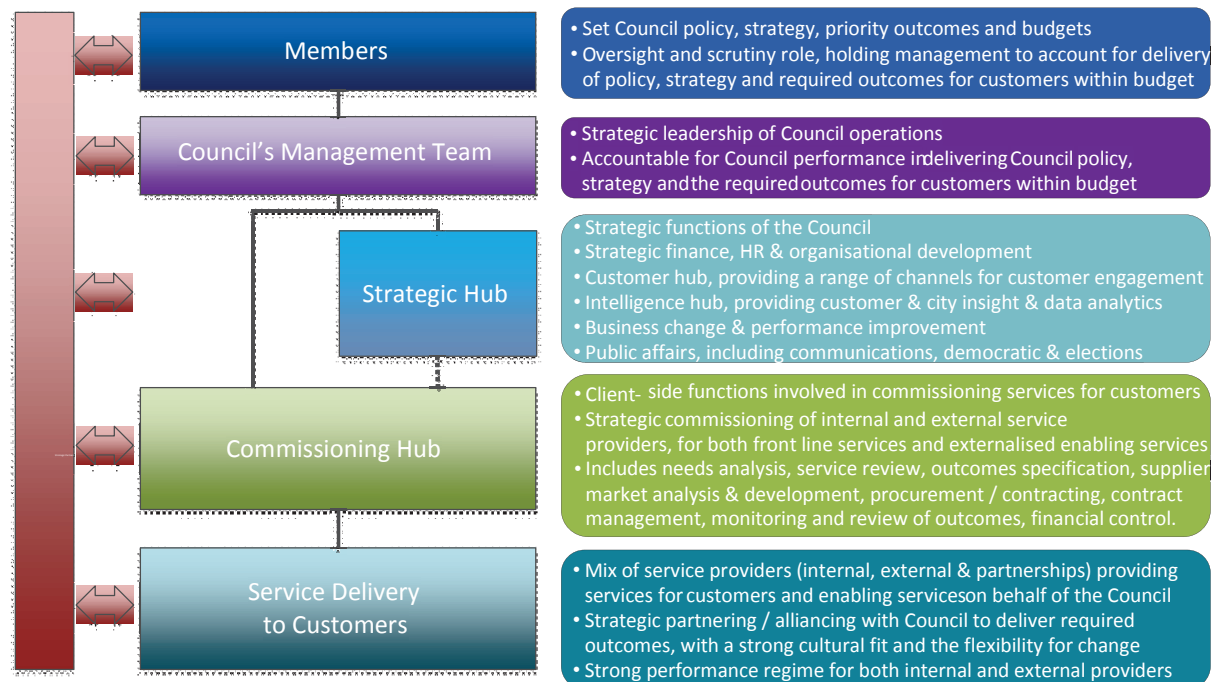 Members
• Set Council policy, strategy, priority outcomes and budgets
• Oversight and scrutiny role, holding management to account for delivery
of policy, strategy and required outcomes for customers within budget
Council's Management Team
• Strategic leadership of Council operations
• Accountable for Council performance indelivering Council policy,
strategy and the required outcomes for customers within budget
Strategic Hub
• Strategic functions of the Council
• Strategic finance, HR & organisational development
• Customer hub, providing a range of channels for customer engagement
• Intelligence hub, providing customer & city insight & data analytics
• Business change & performance improvement
• Public affairs, including communications, democratic & elections
Commissioning Hub
• Client- side functions involved in commissioning services for customers
• Strategic commissioning of internal and external service
providers, for both front line services and externalised enabling services
• Includes needs analysis, service review, outcomes specification, supplier
market analysis & development, procurement / contracting, contract
management, monitoring and review of outcomes, financial control.
Service Delivery
to Customers
• Mix of service providers (internal, external & partnerships) providing
services for customers and enabling serviceson behalf of the Council
• Strategic partnering / alliancing with Council to deliver required
outcomes, with a strong cultural fit and the flexibility for change
• Strong performance regime for both internal and external providers